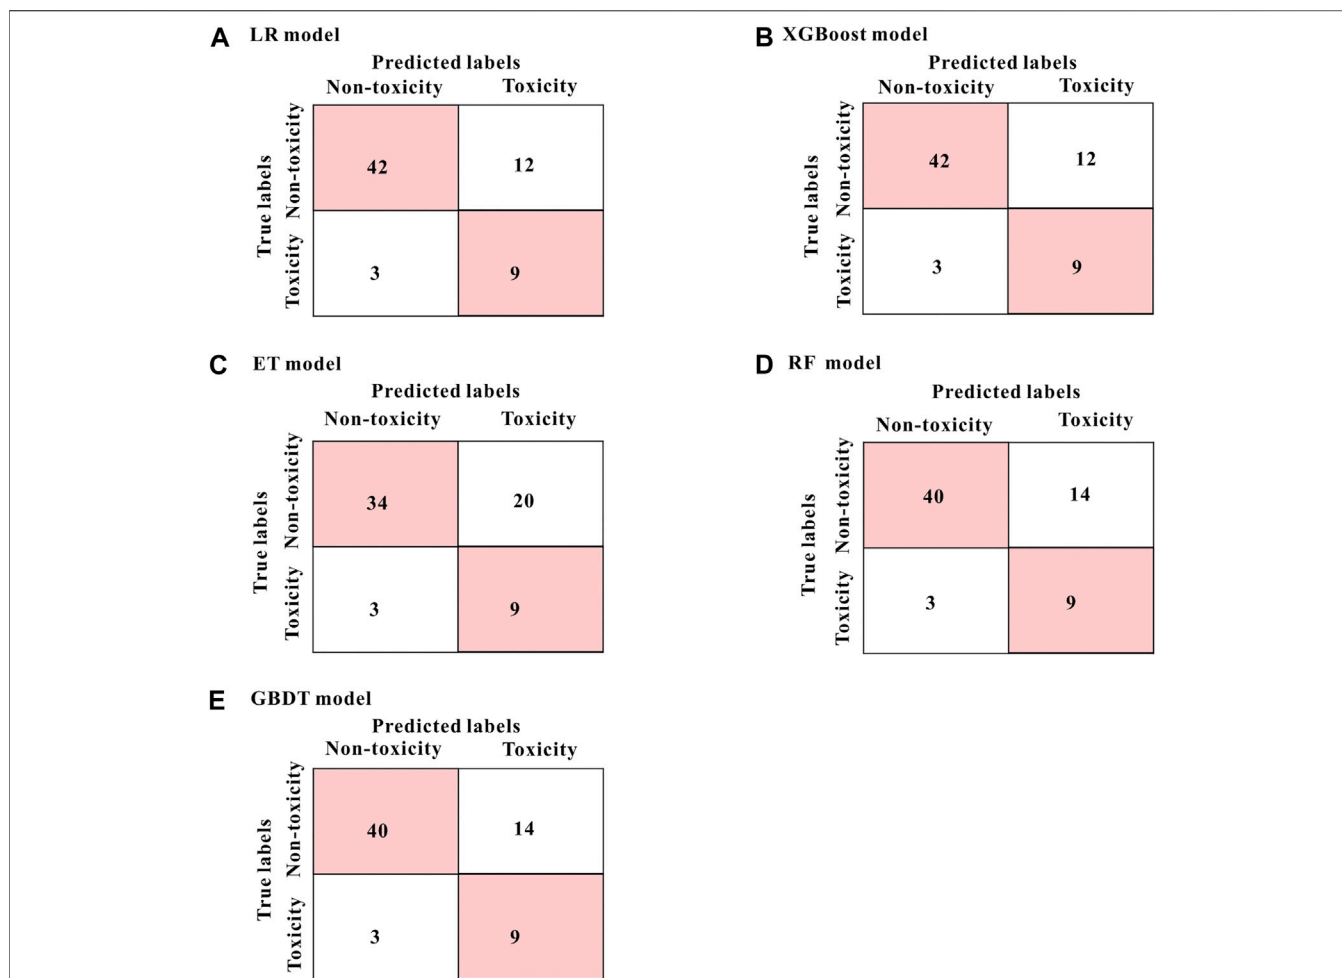 A LR model
Predicted labels
Non-toxicity Toxicity
True labels
Non-toxicity
42 12
Toxicity
3 9
B XGBoost model
Predicted labels
Non-toxicity Toxicity
True labels
Non-toxicity
42 12
Toxicity
3 9
C ET model
Predicted labels
Non-toxicity Toxicity
True labels
Non-toxicity
34 20
Toxicity
3 9
D RF model
Predicted labels
Non-toxicity Toxicity
True labels
Non-toxicity
40 14
Toxicity
3 9
E GBDT model
Predicted labels
Non-toxicity Toxicity
True labels
Non-toxicity
40 14
Toxicity
3 9